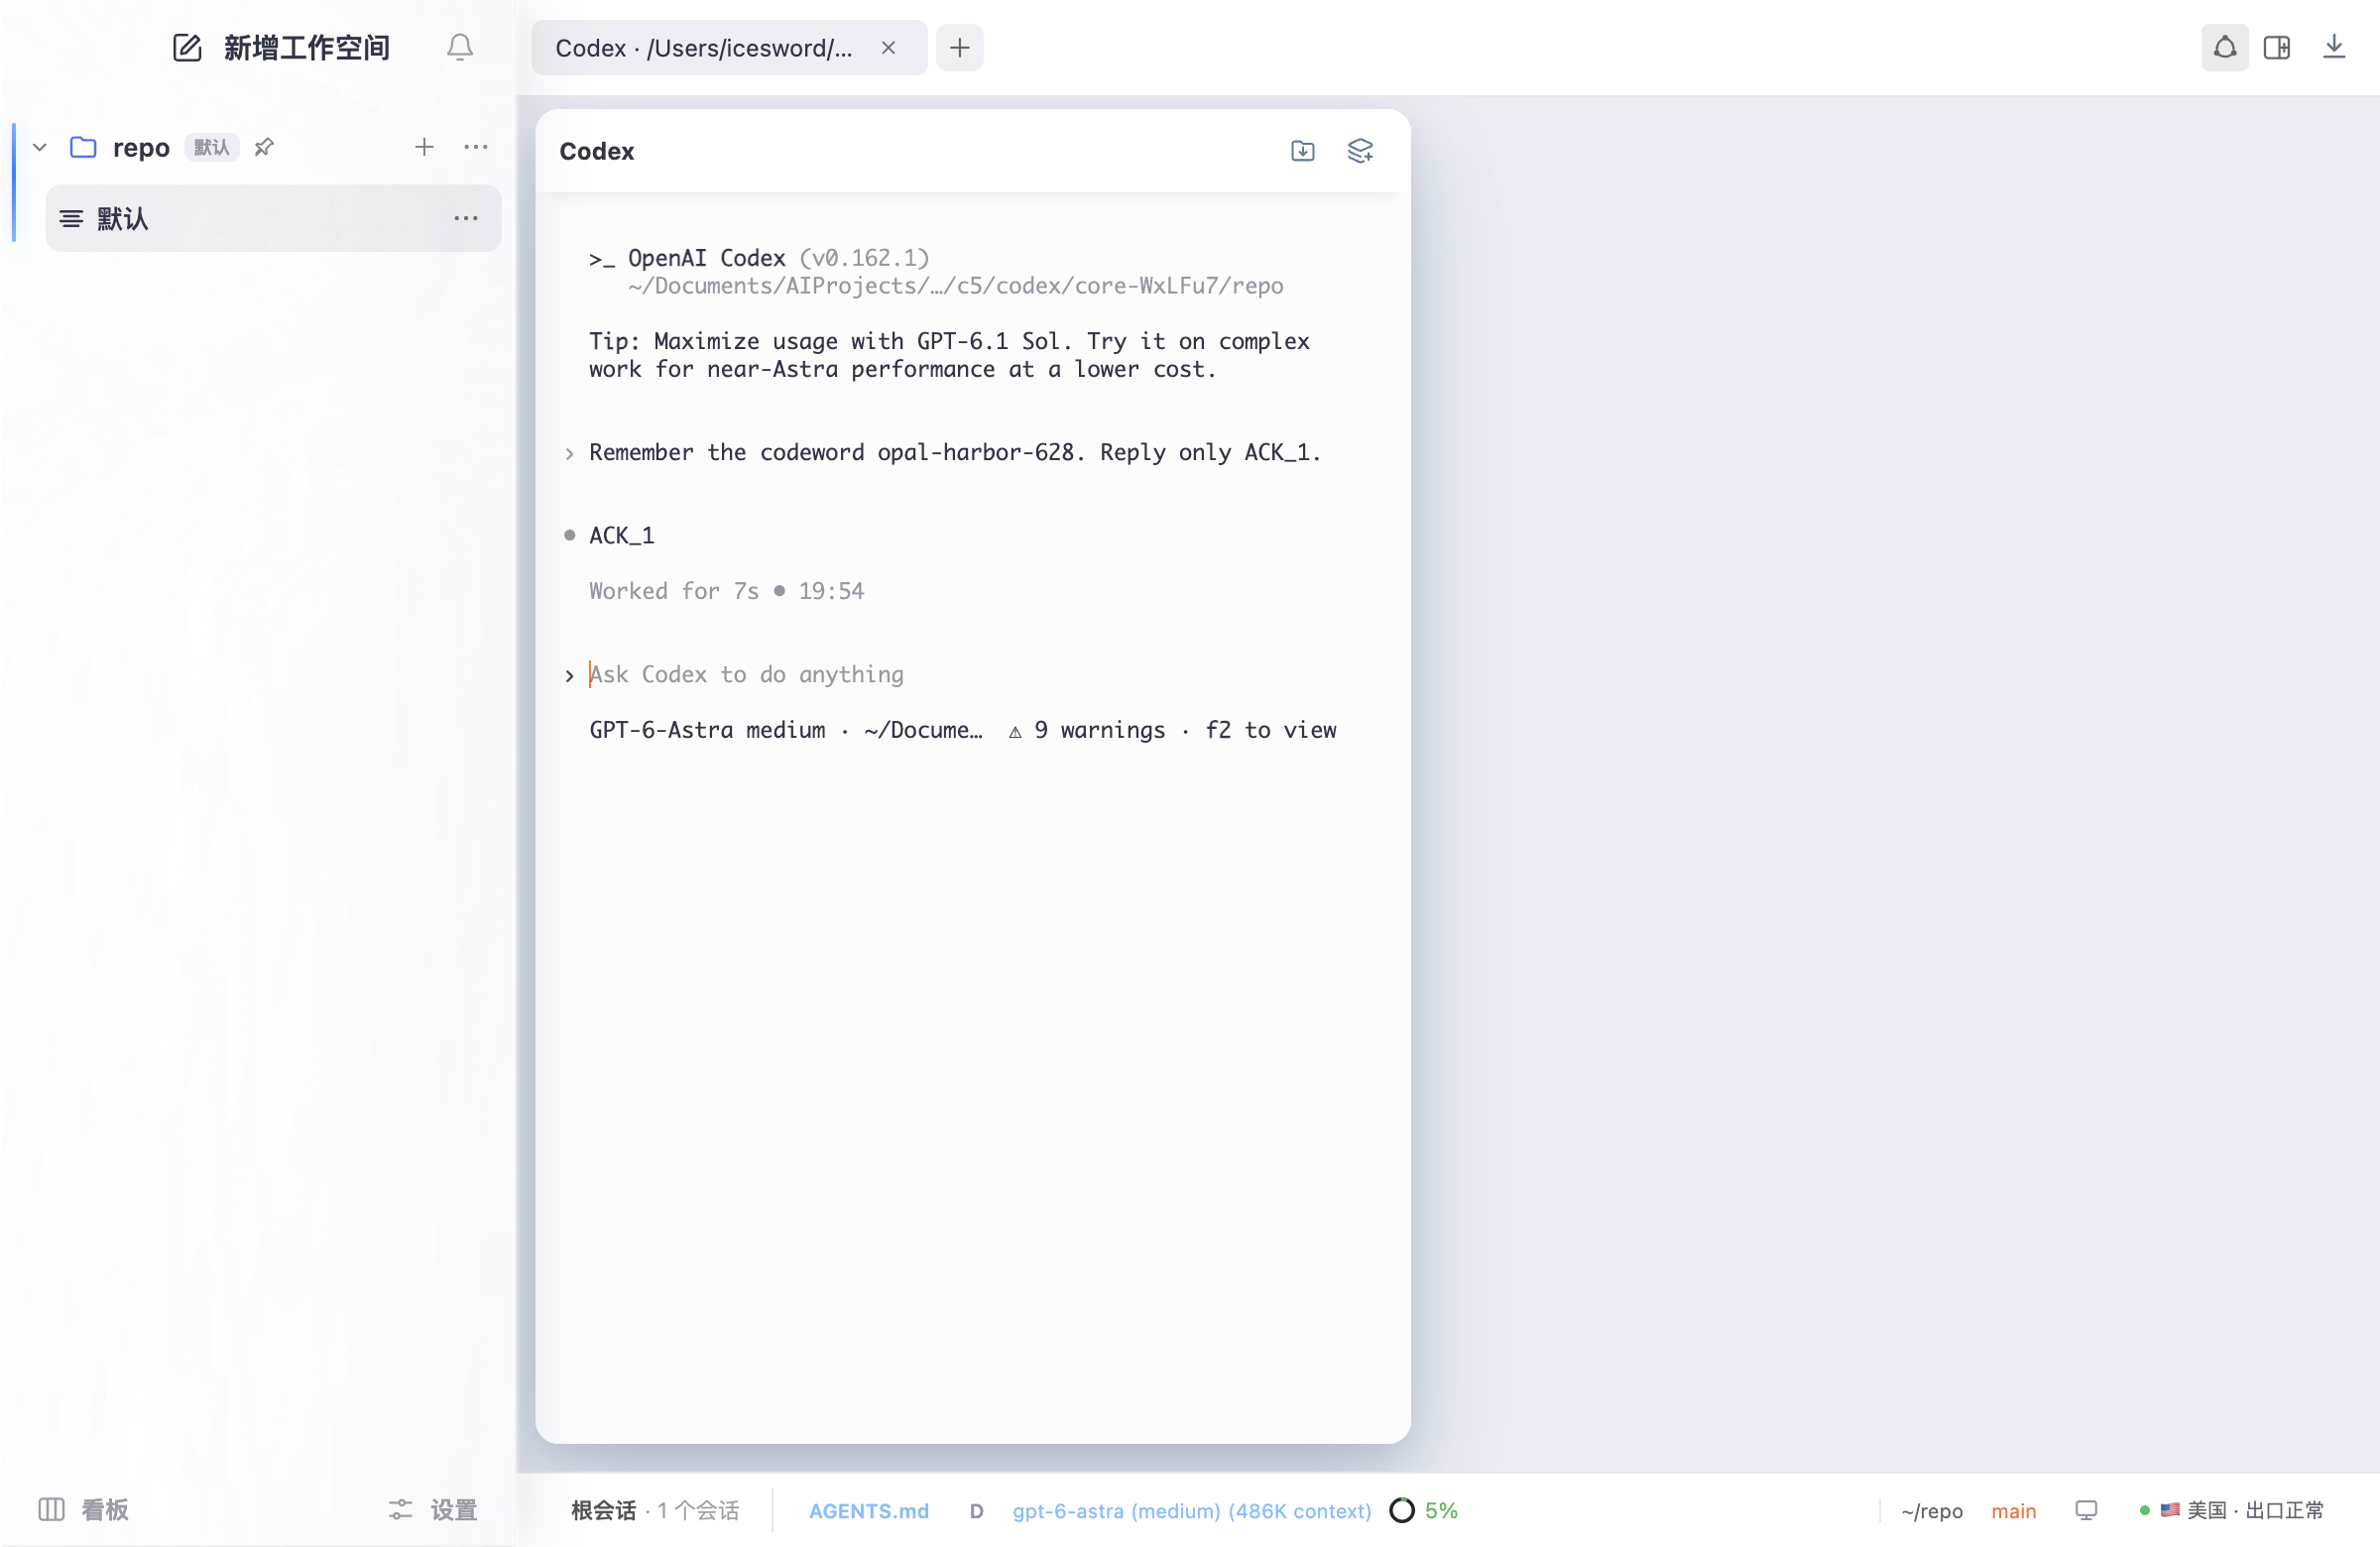 新增工作空间
Codex · /Users/icesword/...
repo 默认
默认
Codex
>_ OpenAI Codex (v0.162.1)
~/Documents/AIProjects/…/c5/codex/core-WxLFu7/repo
Tip: Maximize usage with GPT-6.1 Sol. Try it on complex
work for near-Astra performance at a lower cost.
› Remember the codeword opal-harbor-628. Reply only ACK_1.
● ACK_1
Worked for 7s ● 19:54
› Ask Codex to do anything
GPT-6-Astra medium · ~/Docume… ⚠ 9 warnings · f2 to view
看板 设置
根会话 · 1 个会话 AGENTS.md D gpt-6-astra (medium) (486K context) 5% ~/repo main 🇺🇸 美国 · 出口正常